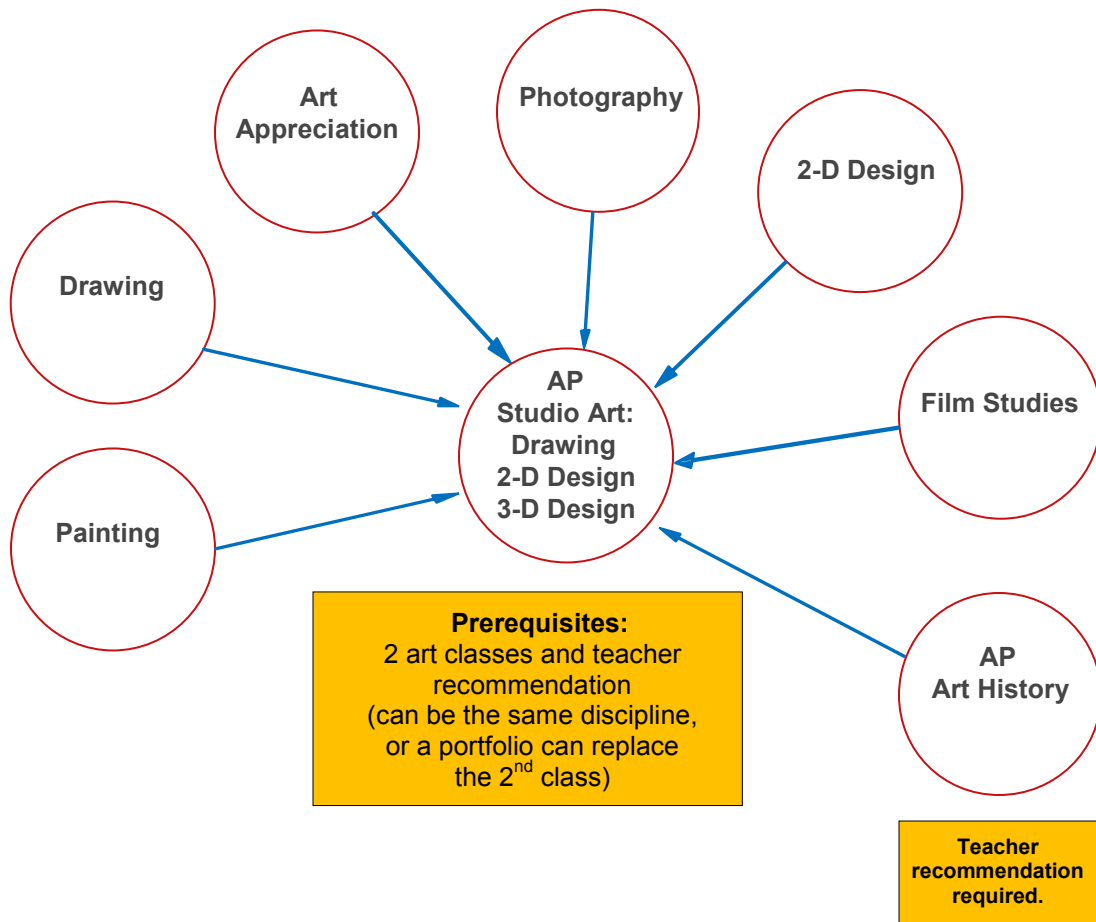 Art
Appreciation
Photography
2-D Design
Drawing
Film Studies
AP
Studio Art:
Drawing
2-D Design
3-D Design
Painting
Prerequisites:
2 art classes and teacher
recommendation
(can be the same discipline,
or a portfolio can replace
the 2nd class)
AP
Art History
Teacher
recommendation
required.